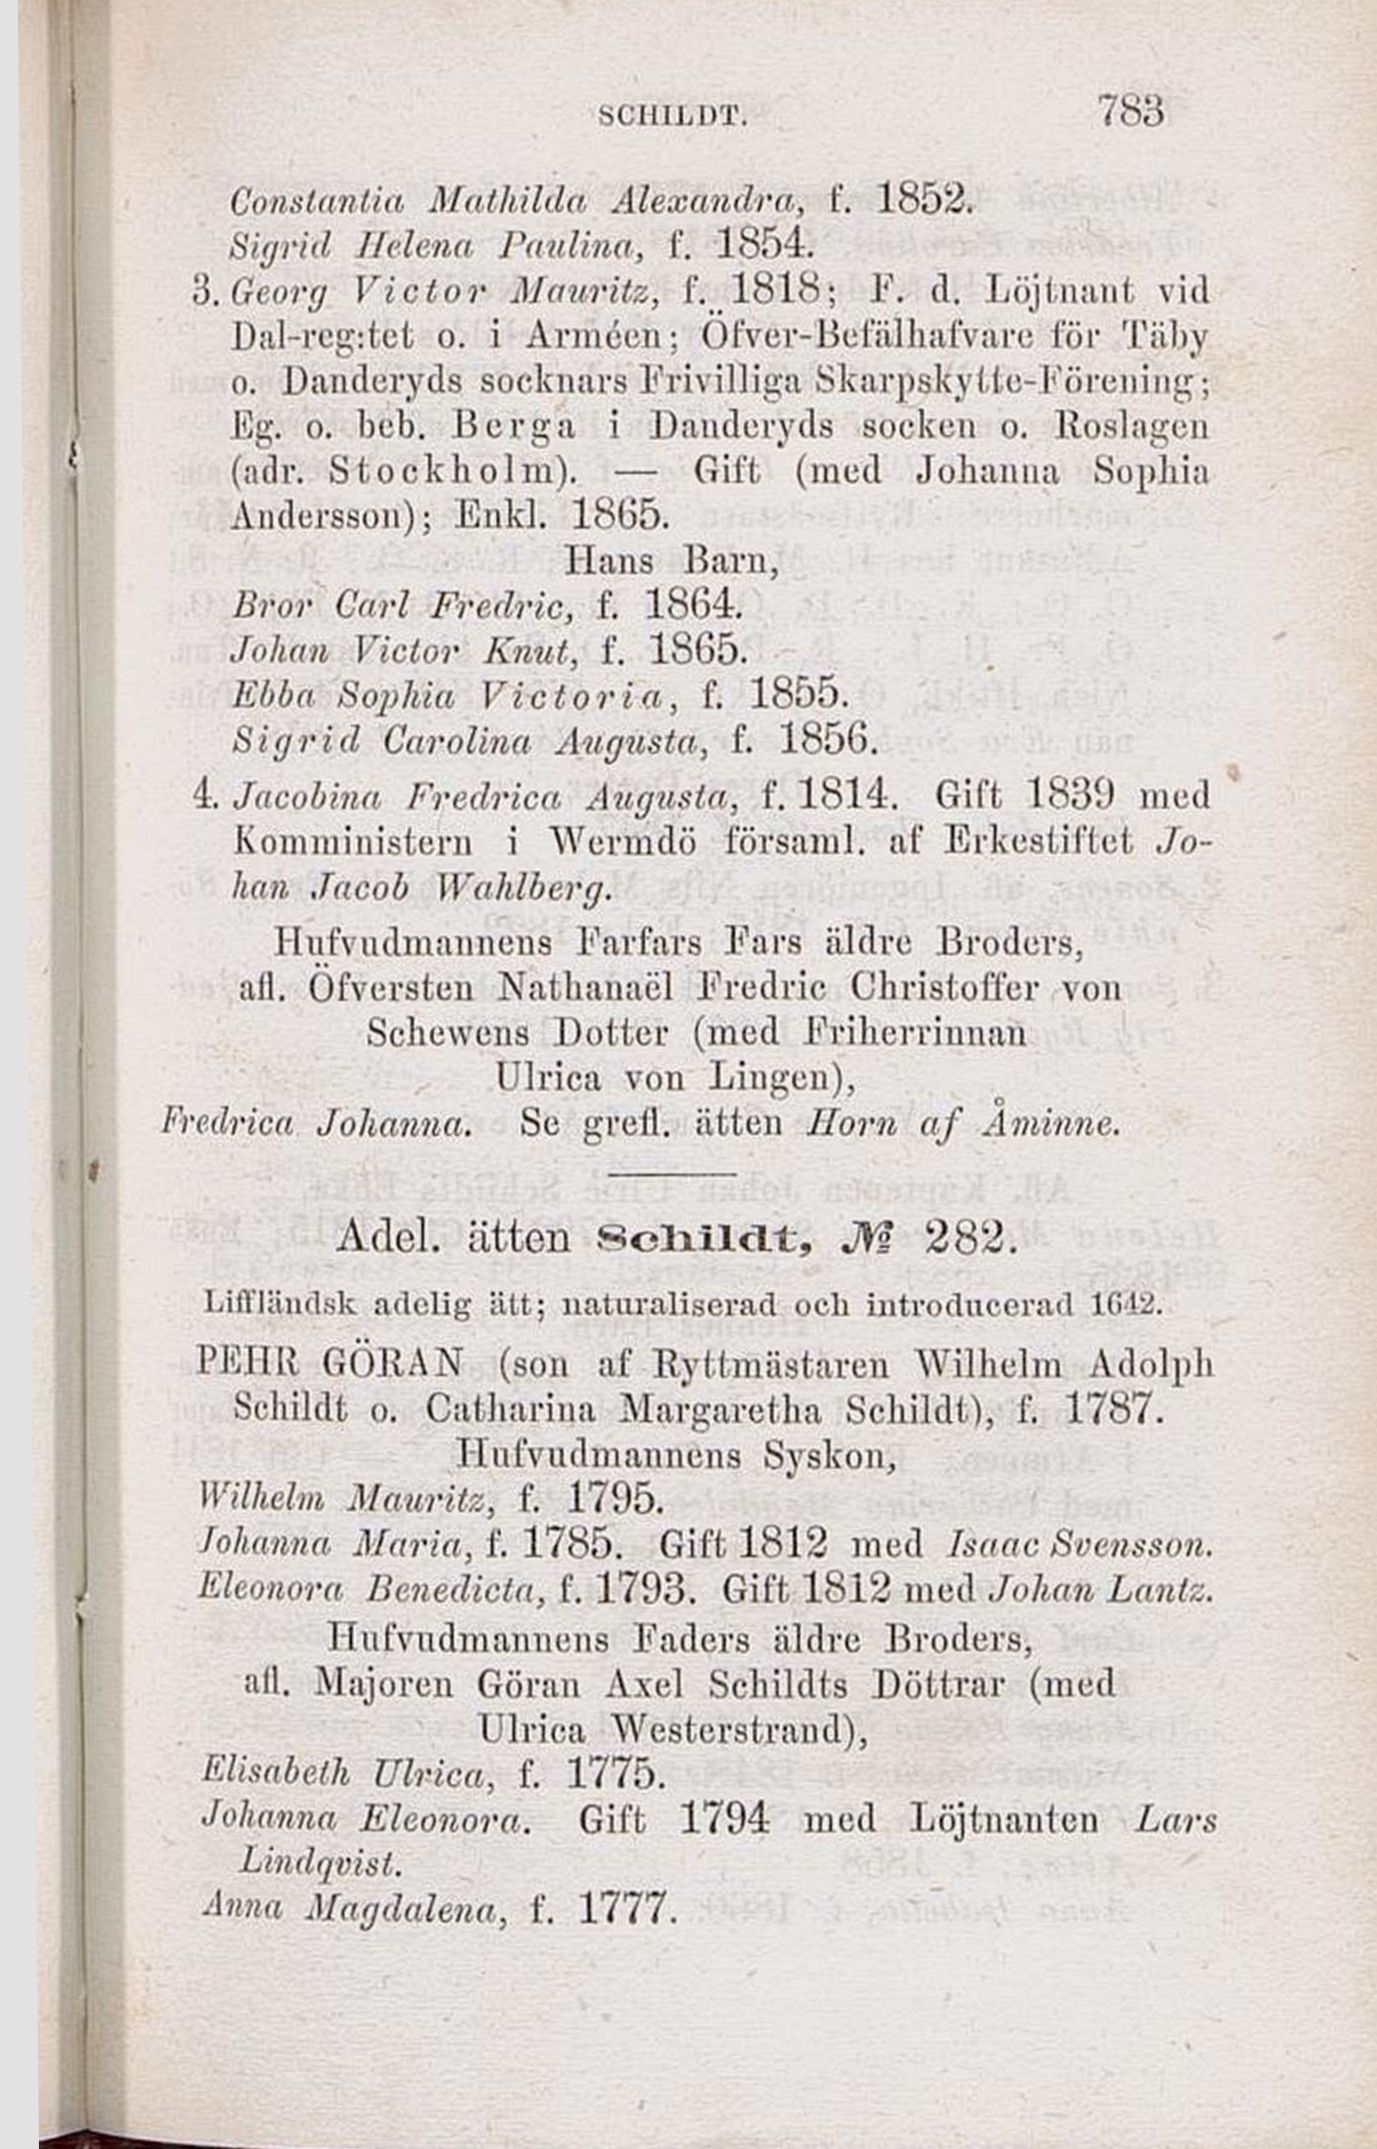 SCHILDT. 783
Constantia Mathilda Alexandra, f. 1852.
Sigrid Helena Paulina, f. 1854.
3. Georg Victor Mauritz, f. 1818; F. d. Löjtnant vid
Dal-reg:tet o. i Arméen; Öfver-Befälhafvare för Täby
o. Danderyds socknars Frivilliga Skarpskytte-Förening;
Eg. o. beb. Berga i Danderyds socken o. Roslagen
(adr. Stockholm). — Gift (med Johanna Sophia
Andersson); Enkl. 1865.
Hans Barn,
Bror Carl Fredric, f. 1864.
Johan Victor Knut, f. 1865.
Ebba Sophia Victoria, f. 1855.
Sigrid Carolina Augusta, f. 1856.
4. Jacobina Fredrica Augusta, f. 1814. Gift 1839 med
Komministern i Wermdö församl. af Erkestiftet Jo-
han Jacob Wahlberg.
Hufvudmannens Farfars Fars äldre Broders,
afl. Öfversten Nathanaël Fredric Christoffer von
Schewens Dotter (med Friherrinnan
Ulrica von Lingen),
Fredrica Johanna. Se grefl. ätten Horn af Åminne.
Adel. ätten Schildt, № 282.
Liffländsk adelig ätt; naturaliserad och introducerad 1642.
PEHR GÖRAN (son af Ryttmästaren Wilhelm Adolph
Schildt o. Catharina Margaretha Schildt), f. 1787.
Hufvudmannens Syskon,
Wilhelm Mauritz, f. 1795.
Johanna Maria, f. 1785. Gift 1812 med Isaac Svensson.
Eleonora Benedicta, f. 1793. Gift 1812 med Johan Lantz.
Hufvudmannens Faders äldre Broders,
afl. Majoren Göran Axel Schildts Döttrar (med
Ulrica Westerstrand),
Elisabeth Ulrica, f. 1775.
Johanna Eleonora. Gift 1794 med Löjtnanten Lars
Lindqvist.
Anna Magdalena, f. 1777.